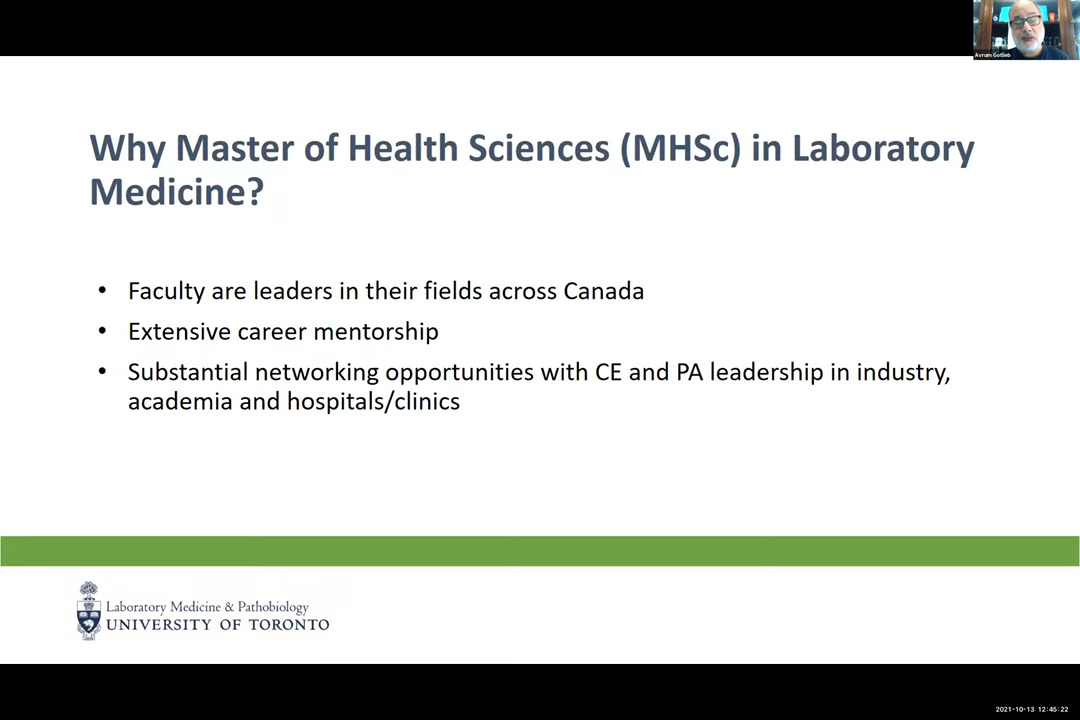 Avrum Gotlieb
Why Master of Health Sciences (MHSc) in Laboratory
Medicine?
• Faculty are leaders in their fields across Canada
• Extensive career mentorship
• Substantial networking opportunities with CE and PA leadership in industry,
academia and hospitals/clinics
Laboratory Medicine & Pathobiology
UNIVERSITY OF TORONTO
2021-10-13 12:45:22